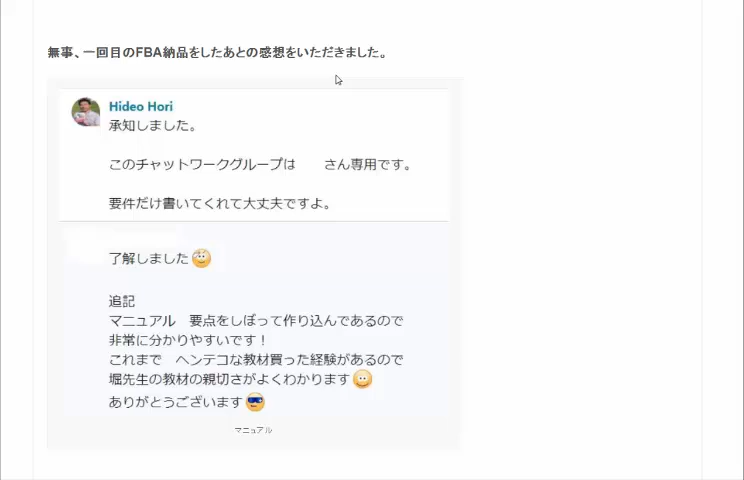 無事、一回目のFBA納品をしたあとの感想をいただきました。
Hideo Hori
承知しました。
このチャットワークグループは　　さん専用です。
要件だけ書いてくれて大丈夫ですよ。
了解しました
追記
マニュアル　要点をしぼって作り込んであるので
非常に分かりやすいです！
これまで　ヘンテコな教材買った経験があるので
堀先生の教材の親切さがよくわかります
ありがとうございます
マニュアル